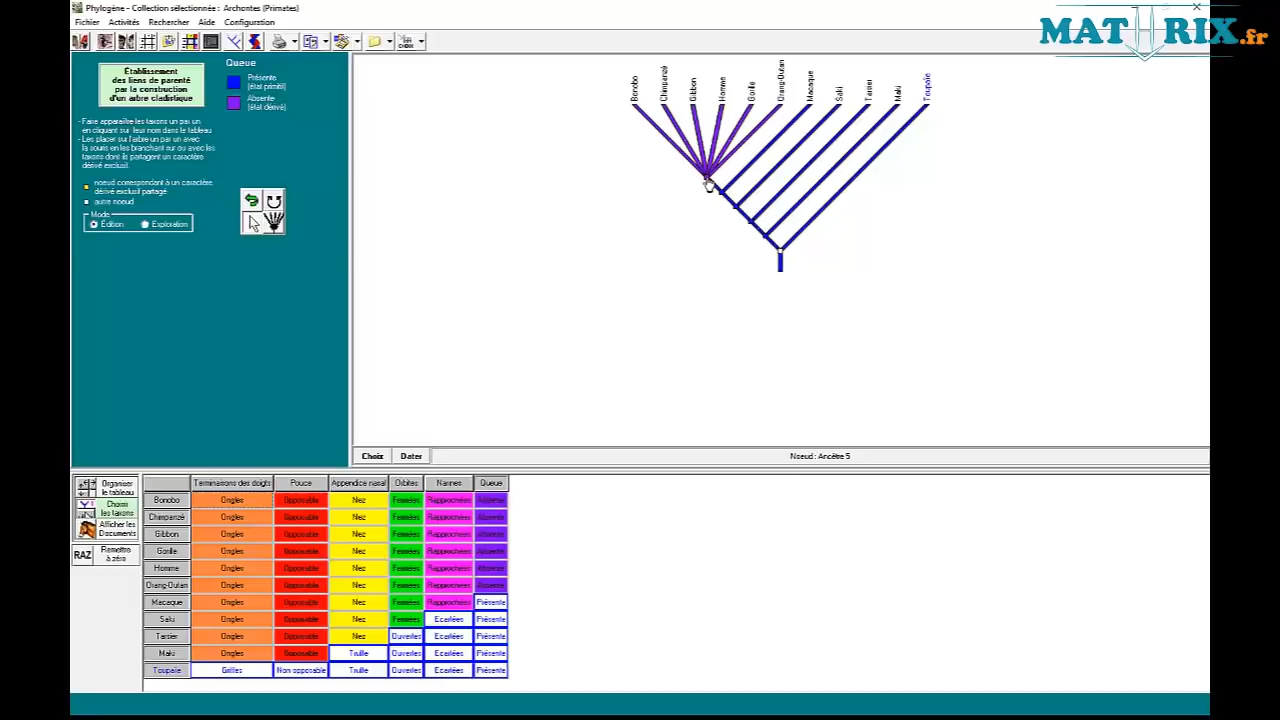 Phylogène - Collection sélectionnée : Archontes (Primates)
MATHRIX.fr
Fichier Activités Rechercher Aide Configuration
Établissement
des liens de parenté
par la construction
d'un arbre cladistique
Queue
Présente
(état primitif)
Absente
(état dérivé)
- Faire apparaître les taxons un par un
en cliquant sur leur nom dans le tableau
- Les placer sur l'arbre un par un avec
la souris en les branchant sur ou avec les
taxons dont ils partagent un caractère
dérivé exclusif.
noeud correspondant à un caractère
dérivé exclusif partagé
autre noeud
Mode
Édition Exploration
Bonobo Chimpanzé Gibbon Homme Gorille Orang-Outan Macaque Saki Tarsier Maki Toupaïe
Choix Dater Noeud : Ancêtre 5
Organiser
le tableau
Choisir
les taxons
Afficher les
Documents
RAZ Remettre
à zéro
Terminaisons des doigts Pouce Appendice nasal Orbites Narines Queue
Bonobo Ongles Opposable Nez Fermées Rapprochées Absente
Chimpanzé Ongles Opposable Nez Fermées Rapprochées Absente
Gibbon Ongles Opposable Nez Fermées Rapprochées Absente
Gorille Ongles Opposable Nez Fermées Rapprochées Absente
Homme Ongles Opposable Nez Fermées Rapprochées Absente
Orang-Outan Ongles Opposable Nez Fermées Rapprochées Absente
Macaque Ongles Opposable Nez Fermées Rapprochées Présente
Saki Ongles Opposable Nez Fermées Ecartées Présente
Tarsier Ongles Opposable Nez Ouvertes Ecartées Présente
Maki Ongles Opposable Truffe Ouvertes Ecartées Présente
Toupaïe Griffes Non opposable Truffe Ouvertes Ecartées Présente